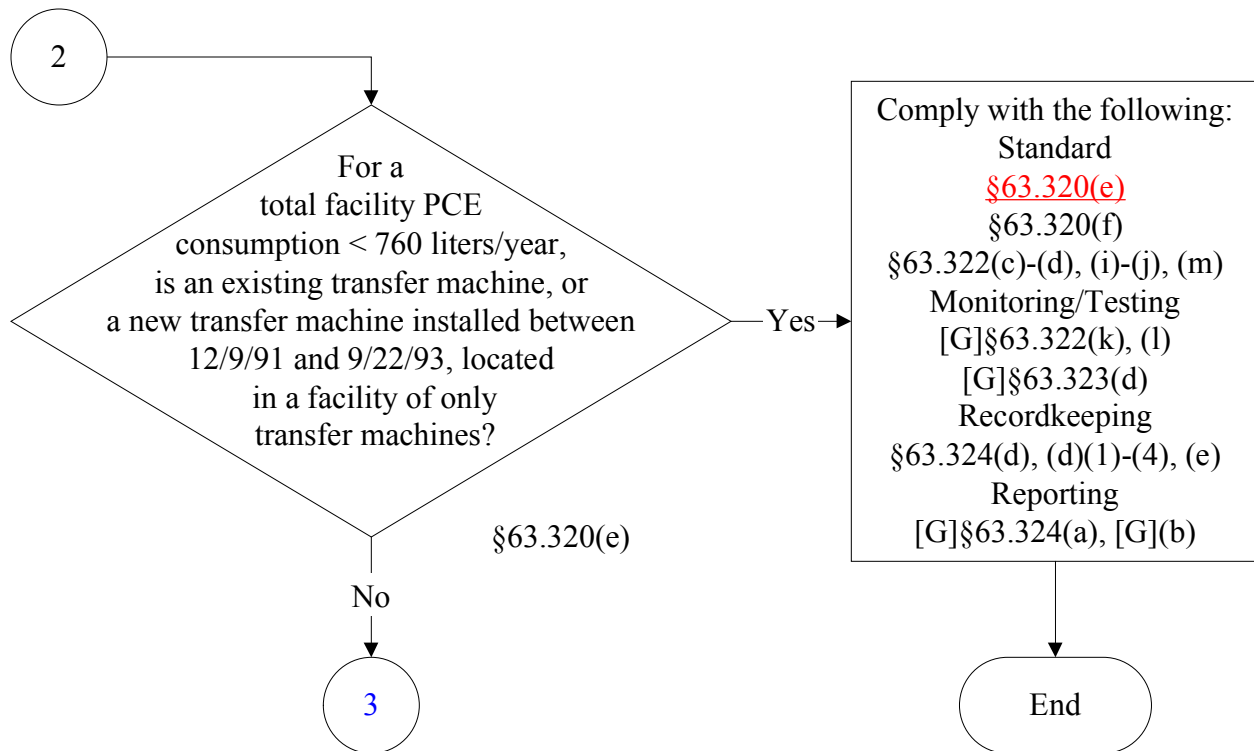 2
For a
total facility PCE
consumption < 760 liters/year,
is an existing transfer machine, or
a new transfer machine installed between
12/9/91 and 9/22/93, located
in a facility of only
transfer machines?
§63.320(e)
Yes
No
3
Comply with the following:
Standard
§63.320(e)
§63.320(f)
§63.322(c)-(d), (i)-(j), (m)
Monitoring/Testing
[G]§63.322(k), (l)
[G]§63.323(d)
Recordkeeping
§63.324(d), (d)(1)-(4), (e)
Reporting
[G]§63.324(a), [G](b)
End